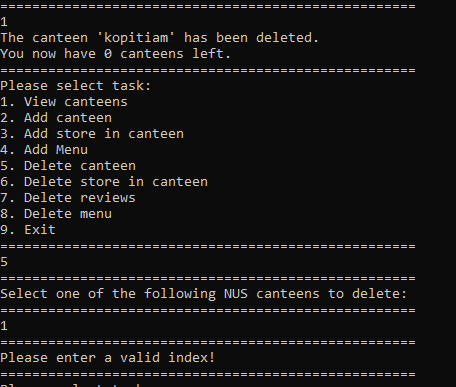 ====================================================
1
The canteen 'kopitiam' has been deleted.
You now have 0 canteens left.
====================================================
Please select task:
1. View canteens
2. Add canteen
3. Add store in canteen
4. Add Menu
5. Delete canteen
6. Delete store in canteen
7. Delete reviews
8. Delete menu
9. Exit
====================================================
5
====================================================
Select one of the following NUS canteens to delete:
====================================================
1
====================================================
Please enter a valid index!
====================================================